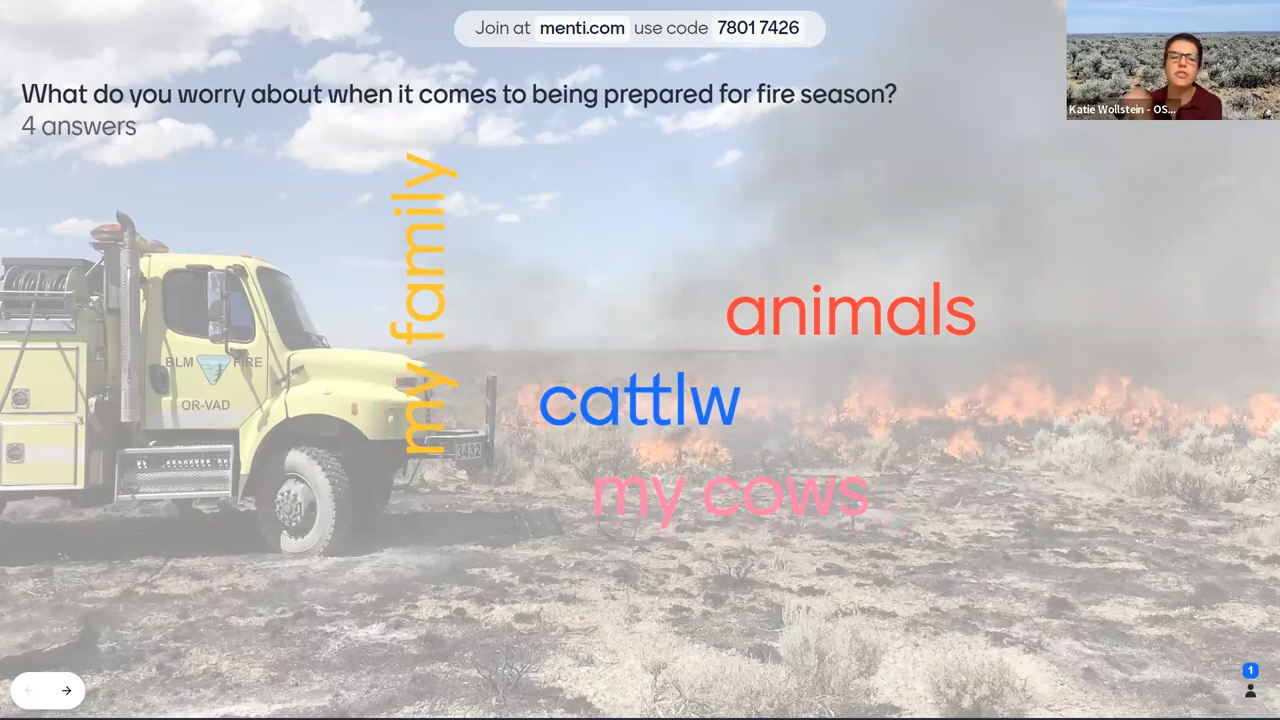 Join at menti.com use code 7801 7426
What do you worry about when it comes to being prepared for fire season?
4 answers
Katie Wollstein - OS...
my family
animals
cattlw
my cows
BLM FIRE
OR-VAD
3432
1